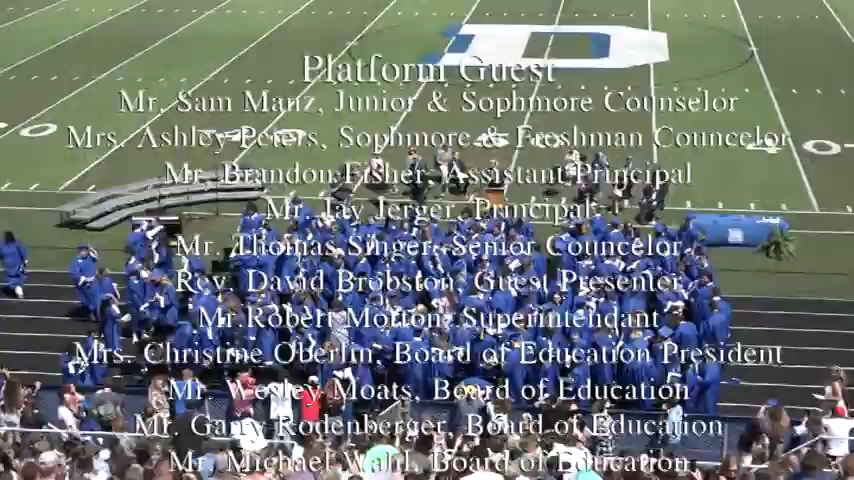 D
Platform Guest
Mr. Sam Manz, Junior & Sophmore Counselor
Mrs. Ashley Peters, Sophmore & Freshman Councelor
Mr. Brandon Fisher, Assistant Principal
Mr. Jay Jerger, Principal
Mr. Thomas Singer, Senior Councelor
Rev. David Brobston, Guest Presenter
Mr.Robert Morton, Superintendant
Mrs. Christine Oberlin, Board of Education President
Mr. Wesley Moats, Board of Education
Mr. Garry Rodenberger, Board of Education
Mr. Michael Wahl, Board of Education